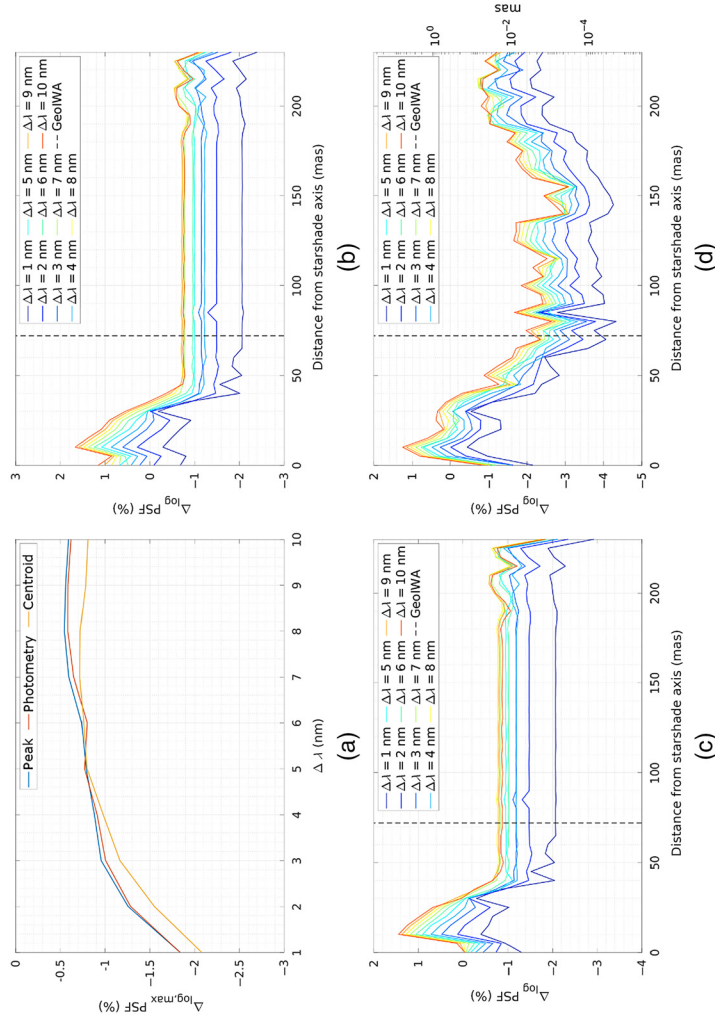 0
-0.5
-1
-1.5
-2
-2.5
-3
Δlog,max PSF (%)
Peak Photometry Centroid
1 2 3 4 5 6 7 8 9 10
Δ λ (nm)
(a)
3
2
1
0
−1
−2
−3
Δlog PSF (%)
Δλ = 1 nm Δλ = 5 nm Δλ = 9 nm
Δλ = 2 nm Δλ = 6 nm Δλ = 10 nm
Δλ = 3 nm Δλ = 7 nm GeoIWA
Δλ = 4 nm Δλ = 8 nm
0 50 100 150 200
Distance from starshade axis (mas)
(b)
2
1
0
−1
−2
−3
−4
Δlog PSF (%)
Δλ = 1 nm Δλ = 5 nm Δλ = 9 nm
Δλ = 2 nm Δλ = 6 nm Δλ = 10 nm
Δλ = 3 nm Δλ = 7 nm GeoIWA
Δλ = 4 nm Δλ = 8 nm
0 50 100 150 200
Distance from starshade axis (mas)
(c)
2
1
0
−1
−2
−3
−4
−5
Δlog PSF (%)
Δλ = 1 nm Δλ = 5 nm Δλ = 9 nm
Δλ = 2 nm Δλ = 6 nm Δλ = 10 nm
Δλ = 3 nm Δλ = 7 nm GeoIWA
Δλ = 4 nm Δλ = 8 nm
10⁰
10⁻²
10⁻⁴
mas
0 50 100 150 200
Distance from starshade axis (mas)
(d)